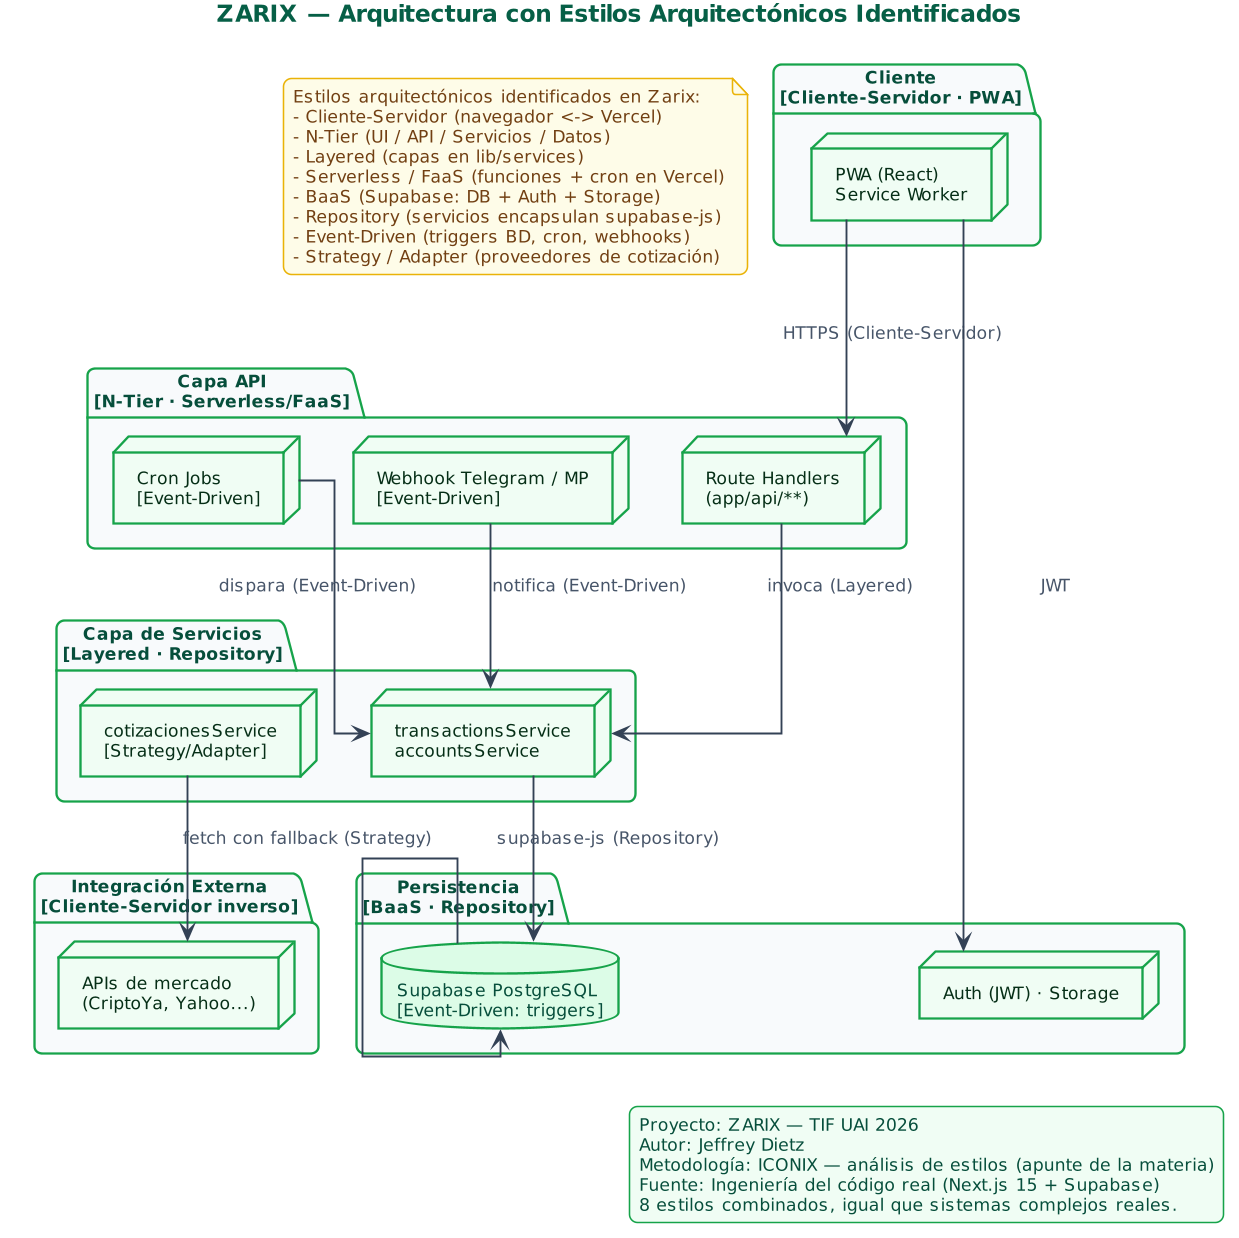 ZARIX — Arquitectura con Estilos Arquitectónicos Identificados
Estilos arquitectónicos identificados en Zarix:
- Cliente-Servidor (navegador <-> Vercel)
- N-Tier (UI / API / Servicios / Datos)
- Layered (capas en lib/services)
- Serverless / FaaS (funciones + cron en Vercel)
- BaaS (Supabase: DB + Auth + Storage)
- Repository (servicios encapsulan supabase-js)
- Event-Driven (triggers BD, cron, webhooks)
- Strategy / Adapter (proveedores de cotización)
Cliente
[Cliente-Servidor · PWA]
PWA (React)
Service Worker
HTTPS (Cliente-Servidor)
Capa API
[N-Tier · Serverless/FaaS]
Cron Jobs
[Event-Driven]
Webhook Telegram / MP
[Event-Driven]
Route Handlers
(app/api/**)
dispara (Event-Driven)
notifica (Event-Driven)
invoca (Layered)
JWT
Capa de Servicios
[Layered · Repository]
cotizacionesService
[Strategy/Adapter]
transactionsService
accountsService
fetch con fallback (Strategy)
supabase-js (Repository)
Integración Externa
[Cliente-Servidor inverso]
APIs de mercado
(CriptoYa, Yahoo...)
Persistencia
[BaaS · Repository]
Supabase PostgreSQL
[Event-Driven: triggers]
Auth (JWT) · Storage
Proyecto: ZARIX — TIF UAI 2026
Autor: Jeffrey Dietz
Metodología: ICONIX — análisis de estilos (apunte de la materia)
Fuente: Ingeniería del código real (Next.js 15 + Supabase)
8 estilos combinados, igual que sistemas complejos reales.